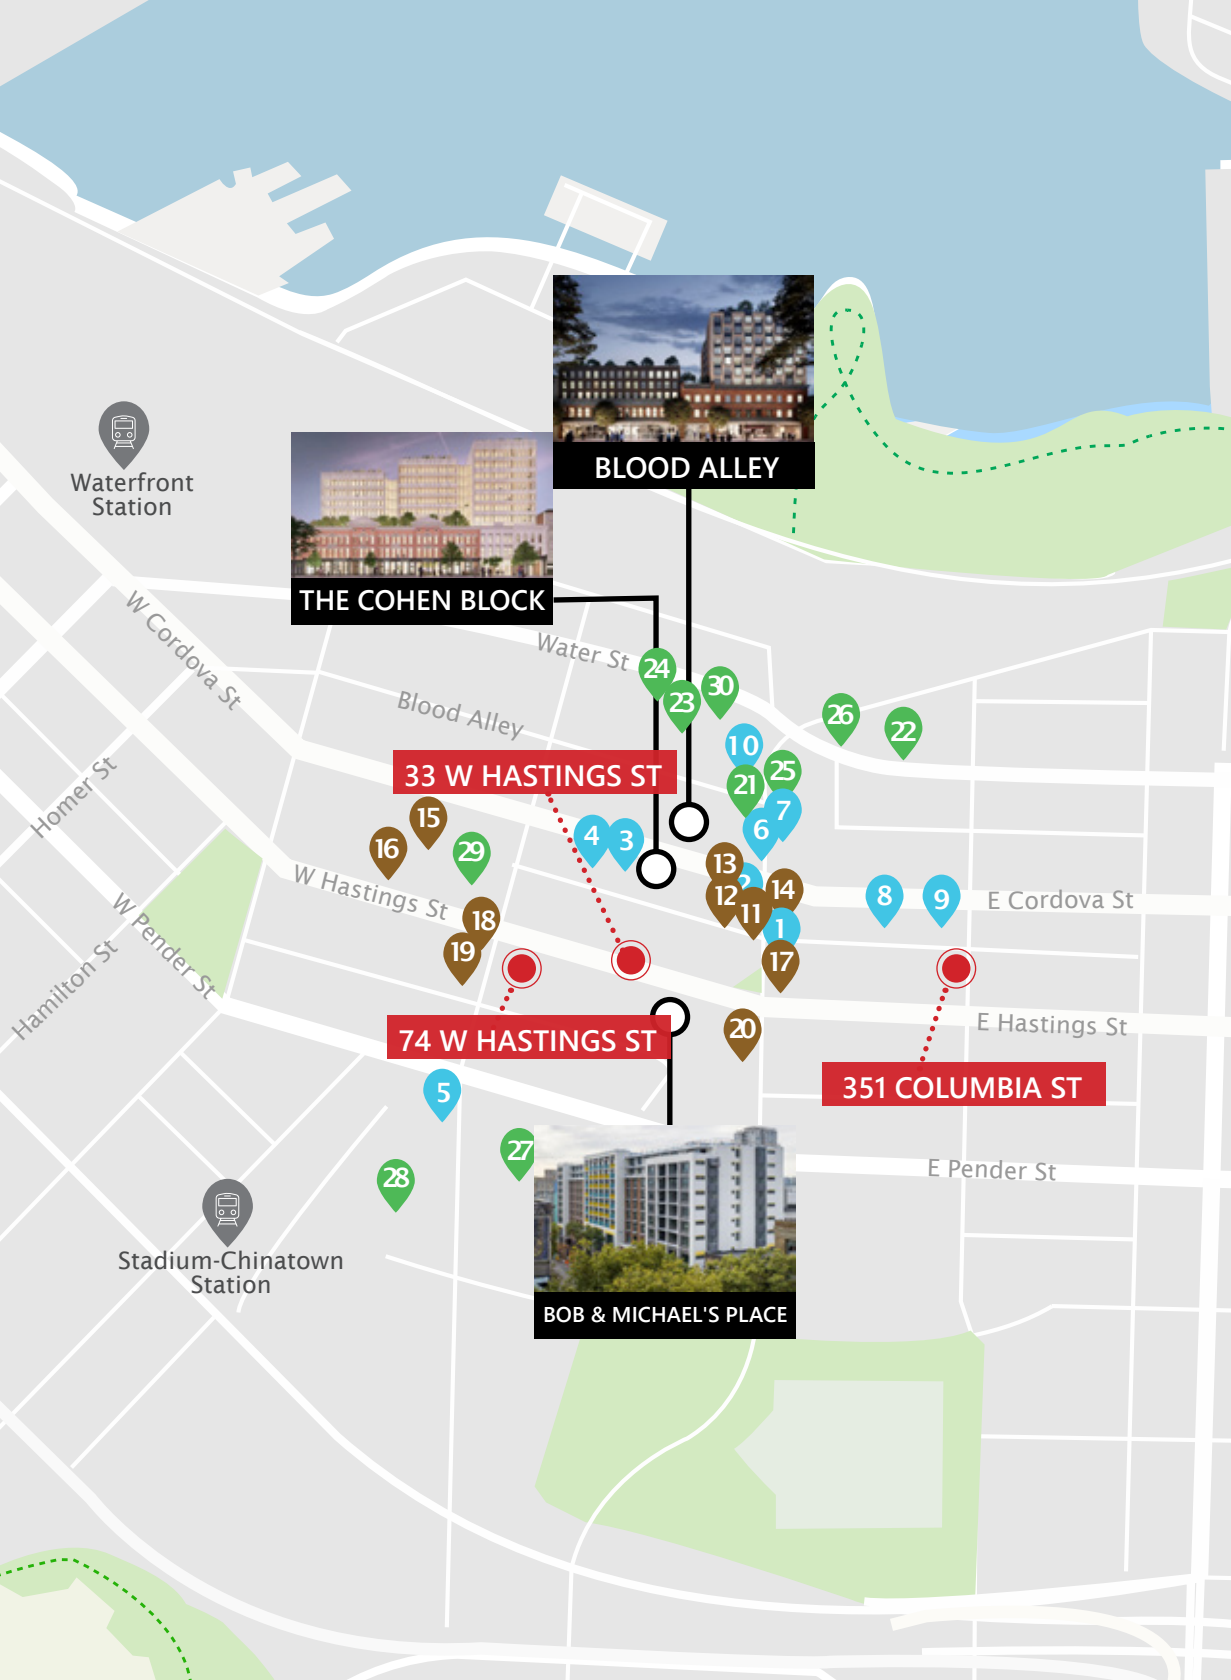 BLOOD ALLEY
Waterfront
Station
THE COHEN BLOCK
W Cordova St
Water St
24
30
23
Blood Alley
26
22
10
33 W HASTINGS ST
25
21
Homer St
15
7
4
3
6
16
29
13
2
14
W Hastings St
12
8
9
E Cordova St
11
18
1
W Pender St
19
17
Hamilton St
E Hastings St
20
74 W HASTINGS ST
5
351 COLUMBIA ST
27
28
E Pender St
Stadium-Chinatown
Station
BOB & MICHAEL'S PLACE